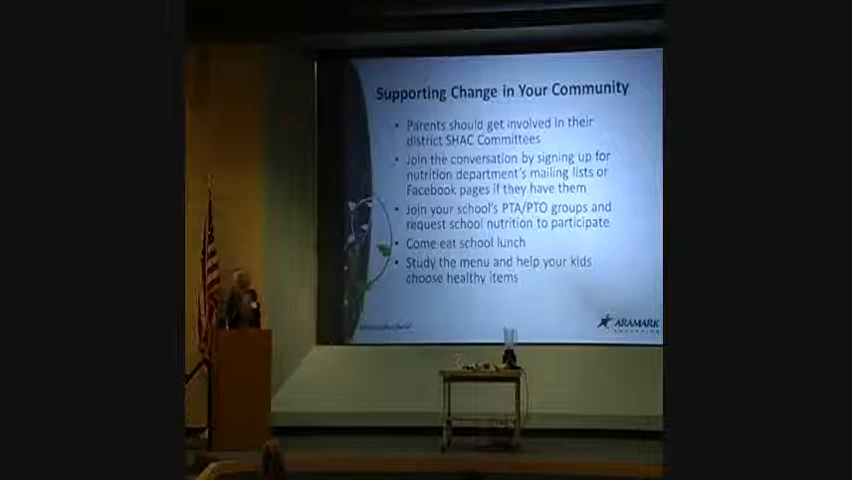 Supporting Change in Your Community
• Parents should get involved in their
district SHAC Committees
• Join the conversation by signing up for
nutrition department's mailing lists or
Facebook pages if they have them
• Join your school's PTA/PTO groups and
request school nutrition to participate
• Come eat school lunch
• Study the menu and help your kids
choose healthy items
ARAMARK